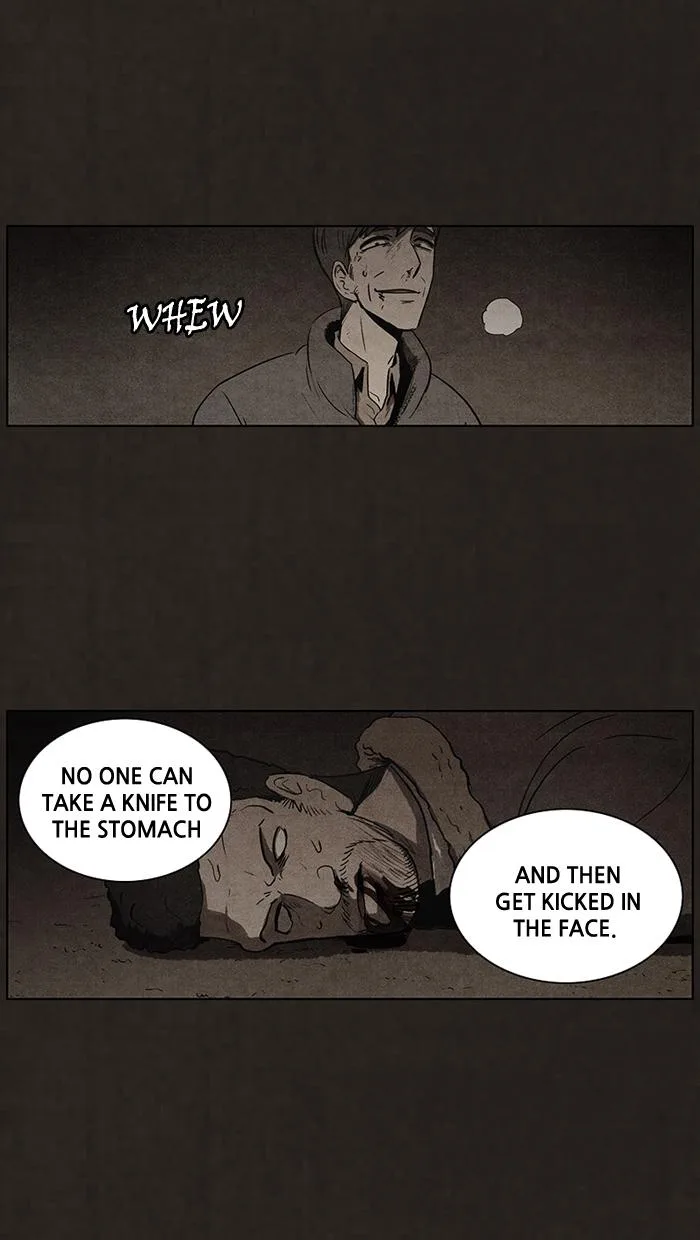 WHEW
NO ONE CAN
TAKE A KNIFE TO
THE STOMACH
AND THEN
GET KICKED IN
THE FACE.